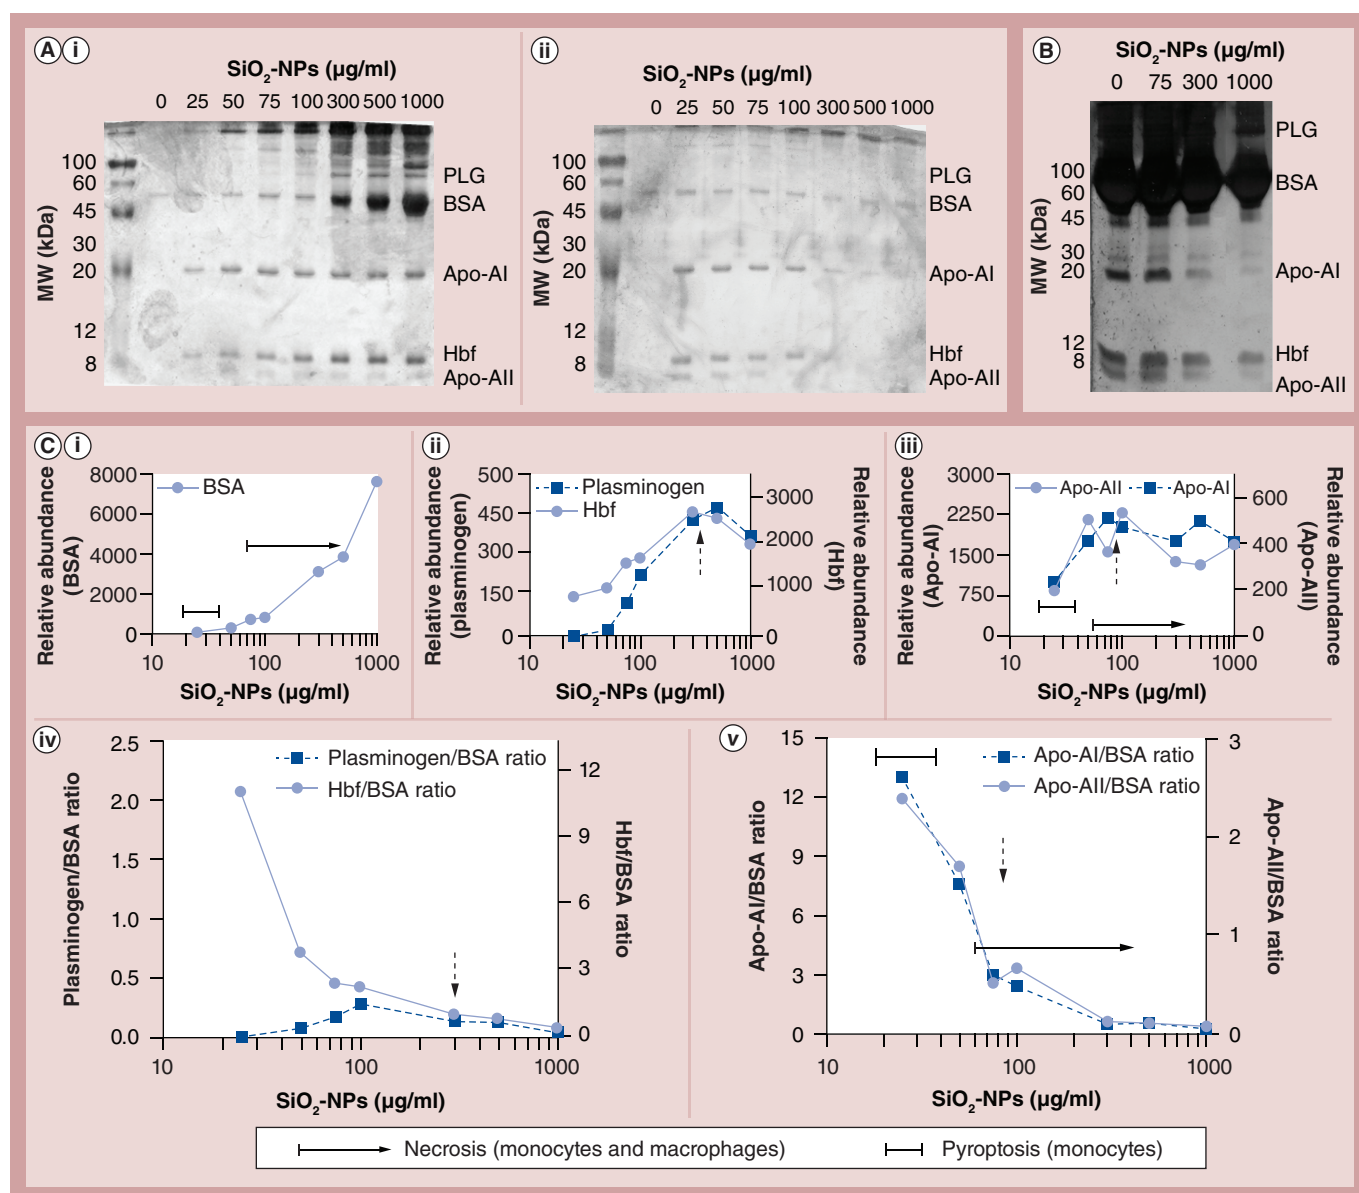 A i
SiO2-NPs (µg/ml)
0 25 50 75 100 300 500 1000
MW (kDa)
100
60
45
30
20
12
8
PLG
BSA
Apo-AI
Hbf
Apo-AII
ii
SiO2-NPs (µg/ml)
0 25 50 75 100 300 500 1000
MW (kDa)
100
60
45
30
20
12
8
PLG
BSA
Apo-AI
Hbf
Apo-AII
B
SiO2-NPs (µg/ml)
0 75 300 1000
MW (kDa)
100
60
45
30
20
12
8
PLG
BSA
Apo-AI
Hbf
Apo-AII
C i
Relative abundance
(BSA)
8000
6000
4000
2000
0
BSA
10 100 1000
SiO2-NPs (µg/ml)
ii
Relative abundance
(plasminogen)
500
450
300
150
0
Plasminogen
Hbf
3000
2000
1000
0
Relative abundance
(Hbf)
10 100 1000
SiO2-NPs (µg/ml)
iii
Relative abundance
(Apo-AI)
3000
2250
1500
750
0
Apo-AII Apo-AI
600
400
200
0
Relative abundance
(Apo-AII)
10 100 1000
SiO2-NPs (µg/ml)
iv
Plasminogen/BSA ratio
2.5
2.0
1.5
1.0
0.5
0.0
Plasminogen/BSA ratio
Hbf/BSA ratio
12
9
6
3
0
Hbf/BSA ratio
10 100 1000
SiO2-NPs (µg/ml)
v
Apo-AI/BSA ratio
15
12
9
6
3
0
Apo-AI/BSA ratio
Apo-AII/BSA ratio
3
2
1
0
Apo-AII/BSA ratio
10 100 1000
SiO2-NPs (µg/ml)
Necrosis (monocytes and macrophages) Pyroptosis (monocytes)